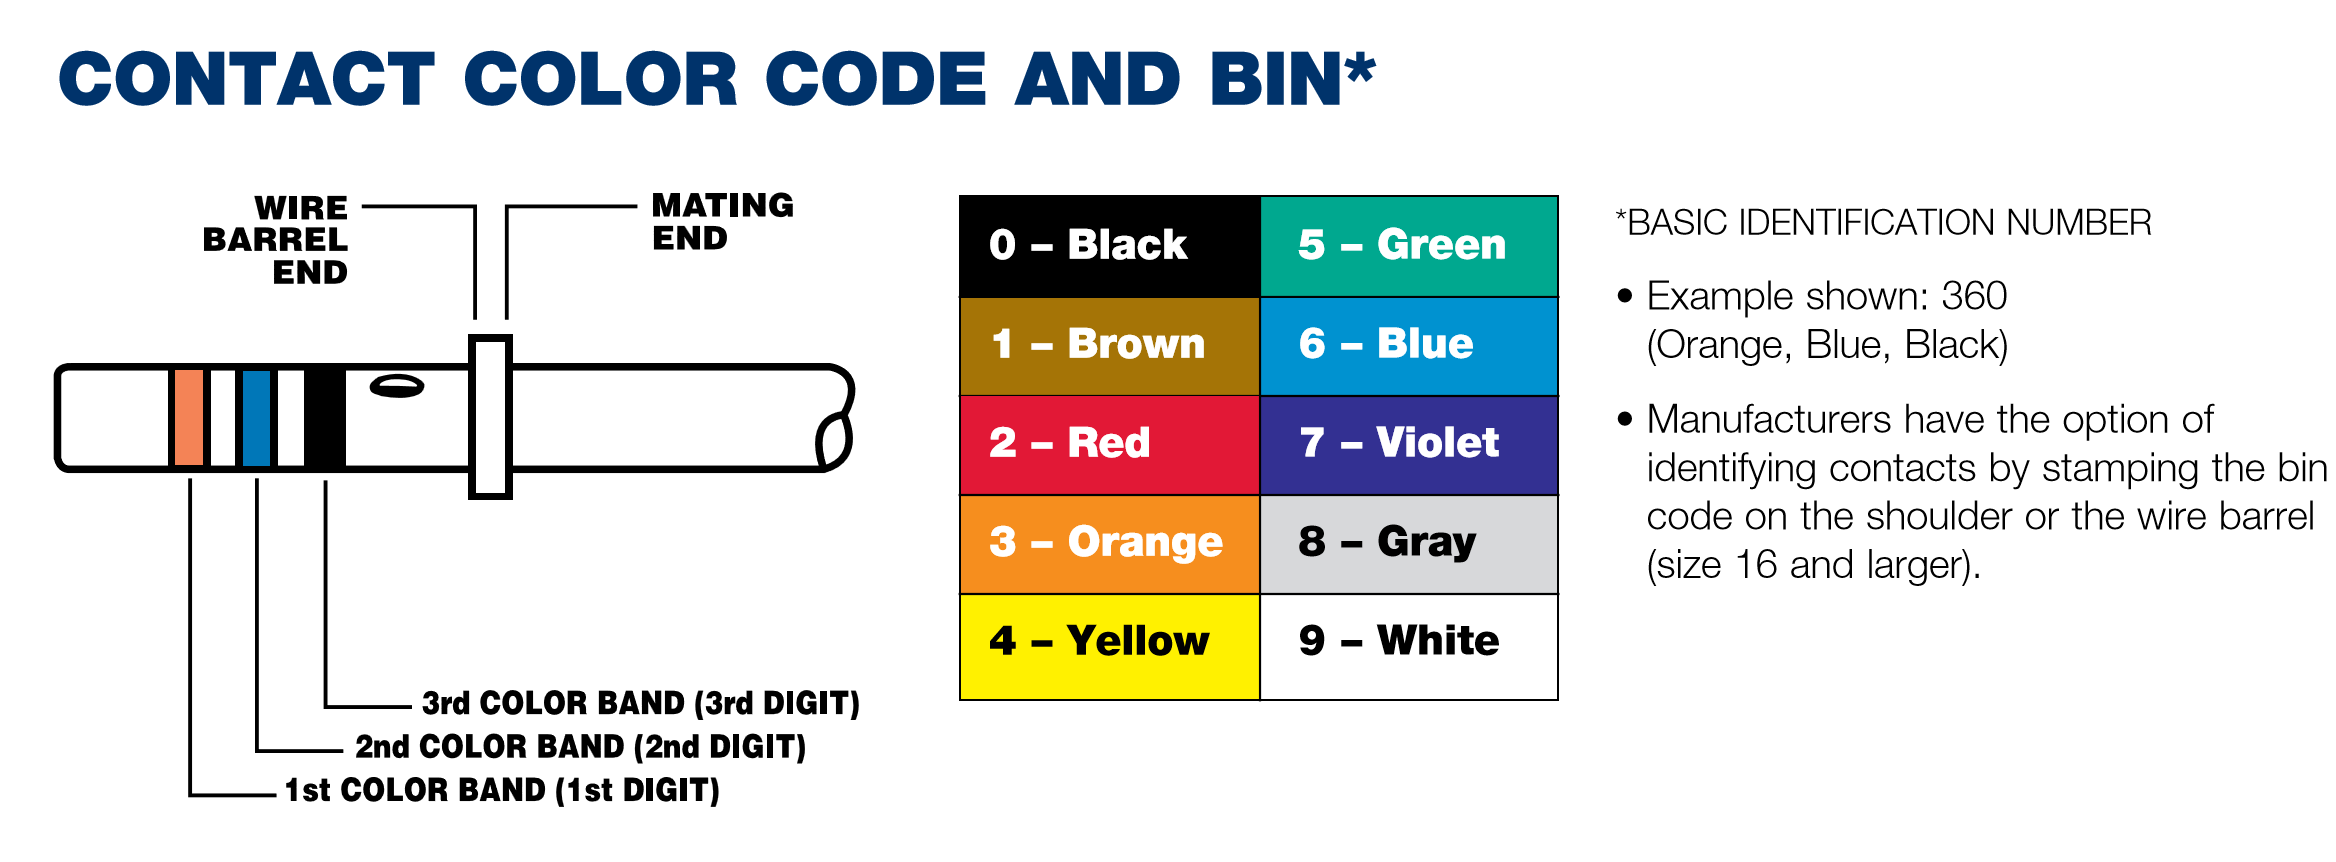 CONTACT COLOR CODE AND BIN*
WIRE
BARREL
END
MATING
END
3rd COLOR BAND (3rd DIGIT)
2nd COLOR BAND (2nd DIGIT)
1st COLOR BAND (1st DIGIT)
0 – Black
5 – Green
1 – Brown
6 – Blue
2 – Red
7 – Violet
3 – Orange
8 – Gray
4 – Yellow
9 – White
*BASIC IDENTIFICATION NUMBER
• Example shown: 360
(Orange, Blue, Black)
• Manufacturers have the option of
identifying contacts by stamping the bin
code on the shoulder or the wire barrel
(size 16 and larger).